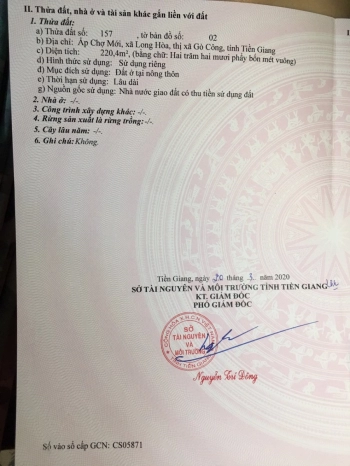 II. Thửa đất, nhà ở và tài sản khác gắn liền với đất
1. Thửa đất:
a) Thửa đất số: 157 , tờ bản đồ số: 02
b) Địa chỉ: Ấp Chợ Mới, xã Long Hòa, thị xã Gò Công, tỉnh Tiền Giang
c) Diện tích: 220,4m², (bằng chữ: Hai trăm hai mươi phẩy bốn mét vuông)
d) Hình thức sử dụng: Sử dụng riêng
đ) Mục đích sử dụng: Đất ở tại nông thôn
e) Thời hạn sử dụng: Lâu dài
g) Nguồn gốc sử dụng: Nhà nước giao đất có thu tiền sử dụng đất
2. Nhà ở: -/-
3. Công trình xây dựng khác: -/-
4. Rừng sản xuất là rừng trồng: -/-
5. Cây lâu năm: -/-
6. Ghi chú: Không.
Tiền Giang, ngày 20 tháng 3. năm 2020
SỞ TÀI NGUYÊN VÀ MÔI TRƯỜNG TỈNH TIỀN GIANG
KT. GIÁM ĐỐC
PHÓ GIÁM ĐỐC
SỞ
TÀI NGUYÊN
VÀ
MÔI TRƯỜNG
TỈNH TIỀN GIANG
Nguyễn Trí Đông
Số vào sổ cấp GCN: CS05871